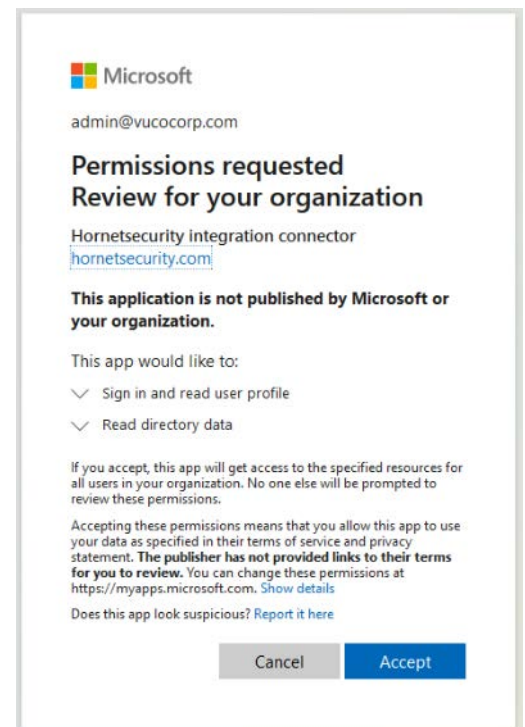 Microsoft
admin@vucocorp.com
Permissions requested
Review for your organization
Hornetsecurity integration connector
hornetsecurity.com
This application is not published by Microsoft or
your organization.
This app would like to:
Sign in and read user profile
Read directory data
If you accept, this app will get access to the specified resources for
all users in your organization. No one else will be prompted to
review these permissions.
Accepting these permissions means that you allow this app to use
your data as specified in their terms of service and privacy
statement. The publisher has not provided links to their terms
for you to review. You can change these permissions at
https://myapps.microsoft.com. Show details
Does this app look suspicious? Report it here
Cancel Accept